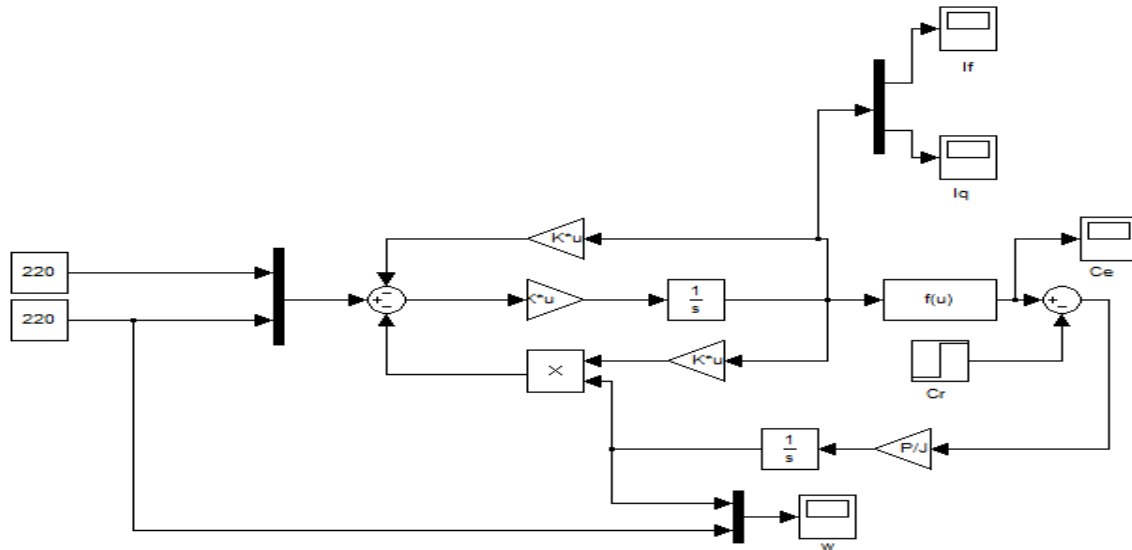 If
Iq
K*u
220
220
+
−
−
K*u
1
s
f(u)
Ce
+
−
×
K*u
Cr
1
s
P/J
w